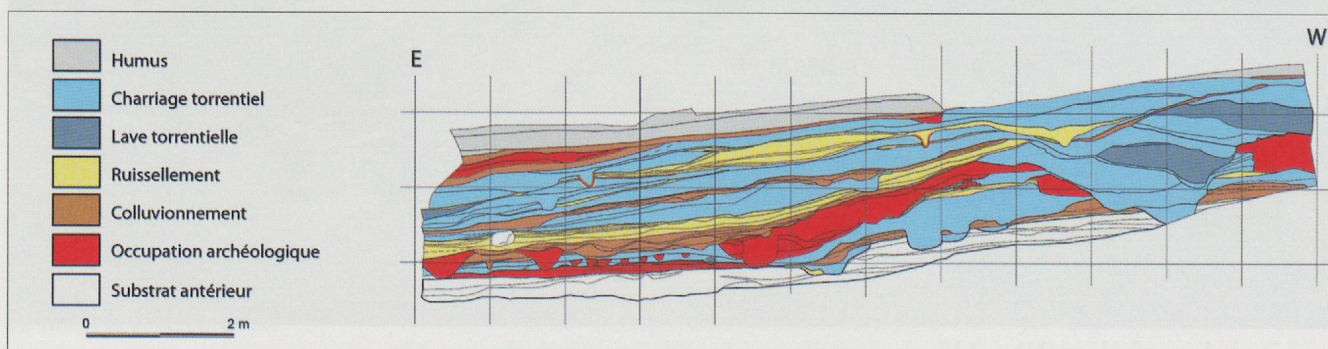 E
W
Humus
Charriage torrentiel
Lave torrentielle
Ruissellement
Colluvionnement
Occupation archéologique
Substrat antérieur
0 2 m